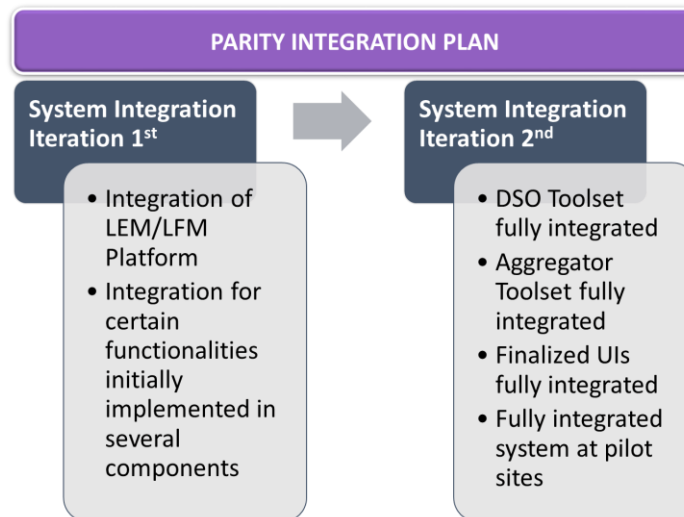 PARITY INTEGRATION PLAN
System Integration
Iteration 1st
• Integration of
LEM/LFM
Platform
• Integration for
certain
functionalities
initially
implemented in
several
components
System Integration
Iteration 2nd
• DSO Toolset
fully integrated
• Aggregator
Toolset fully
integrated
• Finalized UIs
fully integrated
• Fully integrated
system at pilot
sites